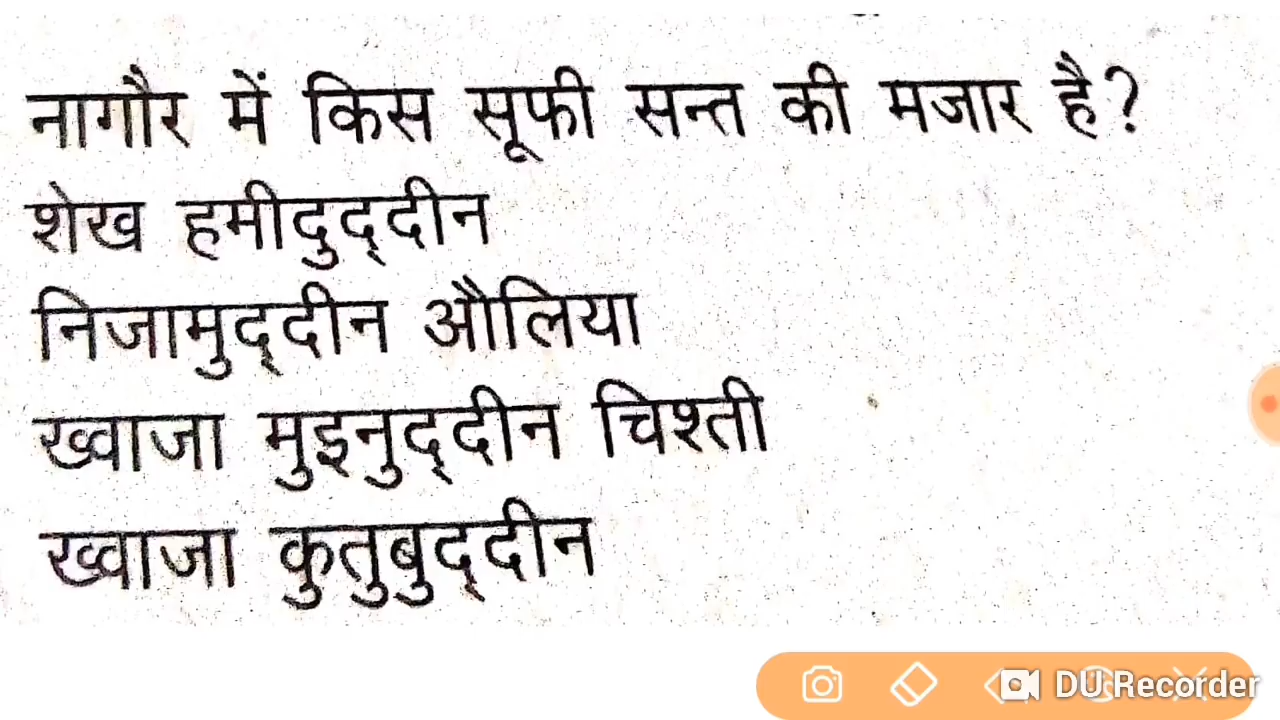 नागौर में किस सूफी सन्त की मजार है?
शेख हमीदुद्दीन
निजामुद्दीन औलिया
ख्वाजा मुइनुद्दीन चिश्ती
ख्वाजा कुतुबुद्दीन
DU Recorder